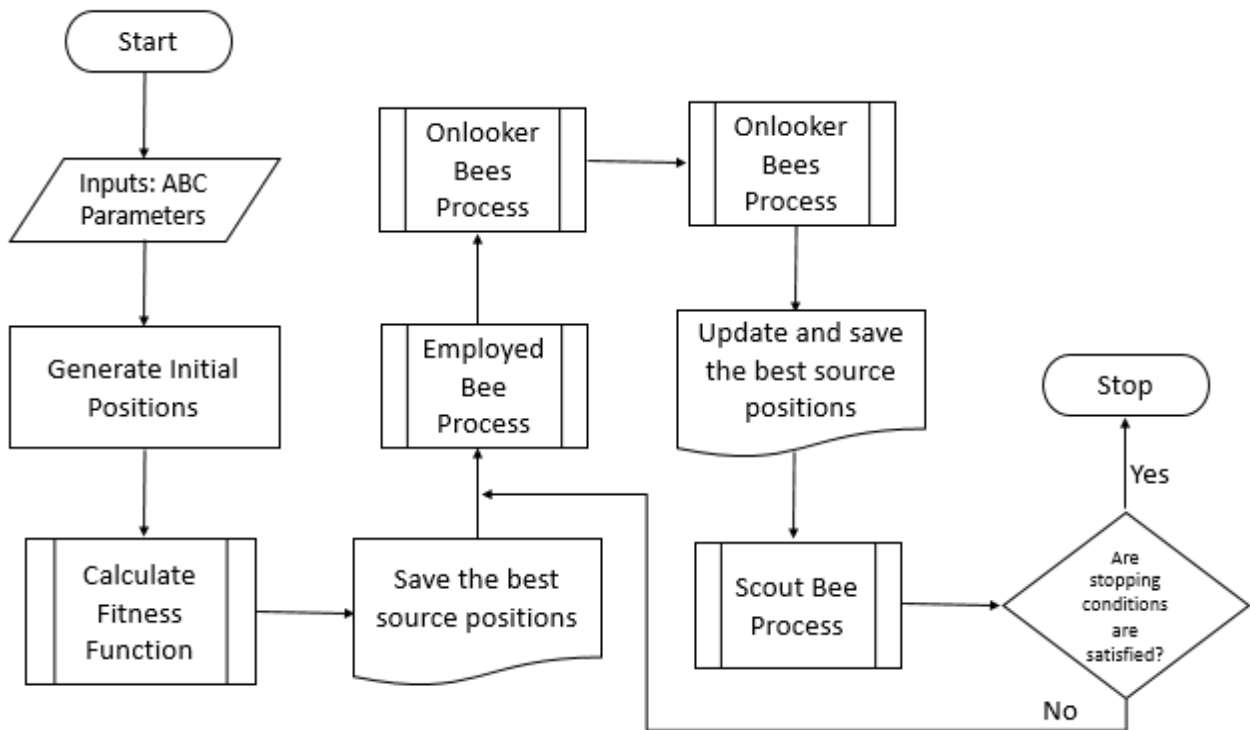 Start
Inputs: ABC
Parameters
Generate Initial
Positions
Calculate
Fitness
Function
Save the best
source positions
Employed
Bee
Process
Onlooker
Bees
Process
Onlooker
Bees
Process
Update and save
the best source
positions
Scout Bee
Process
Are
stopping
conditions
are
satisfied?
Yes
Stop
No